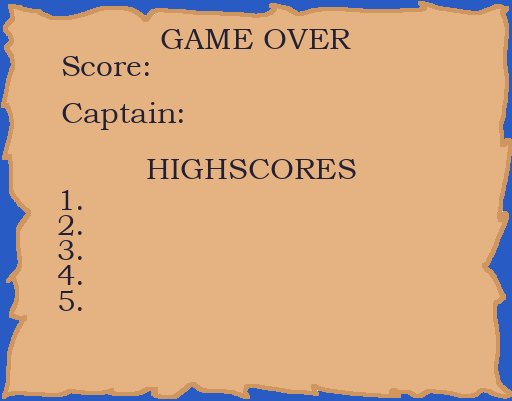 GAME OVER
Score:
Captain:
HIGHSCORES
1.
2.
3.
4.
5.